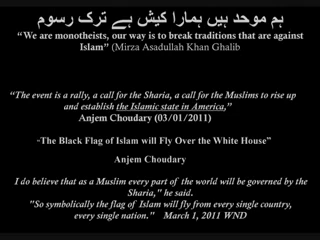 ہم موحد ہیں ہمارا کیش ہے ترک رسوم
“We are monotheists, our way is to break traditions that are against
Islam” (Mirza Asadullah Khan Ghalib
“The event is a rally, a call for the Sharia, a call for the Muslims to rise up
and establish the Islamic state in America,”
Anjem Choudary (03/01/2011)
“The Black Flag of Islam will Fly Over the White House”
Anjem Choudary
I do believe that as a Muslim every part of the world will be governed by the
Sharia," he said.
"So symbolically the flag of Islam will fly from every single country,
every single nation." March 1, 2011 WND